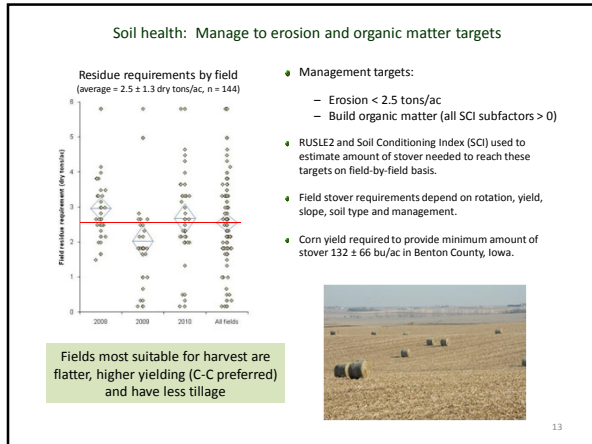 Soil health: Manage to erosion and organic matter targets
Residue requirements by field
(average = 2.5 ± 1.3 dry tons/ac, n = 144)
Field residue requirement (dry tons/ac)
6
5
4
3
2
1
0
2008
2009
2010
All fields
Fields most suitable for harvest are
flatter, higher yielding (C-C preferred)
and have less tillage
Management targets:
– Erosion < 2.5 tons/ac
– Build organic matter (all SCI subfactors > 0)
RUSLE2 and Soil Conditioning Index (SCI) used to
estimate amount of stover needed to reach these
targets on field-by-field basis.
Field stover requirements depend on rotation, yield,
slope, soil type and management.
Corn yield required to provide minimum amount of
stover 132 ± 66 bu/ac in Benton County, Iowa.
13